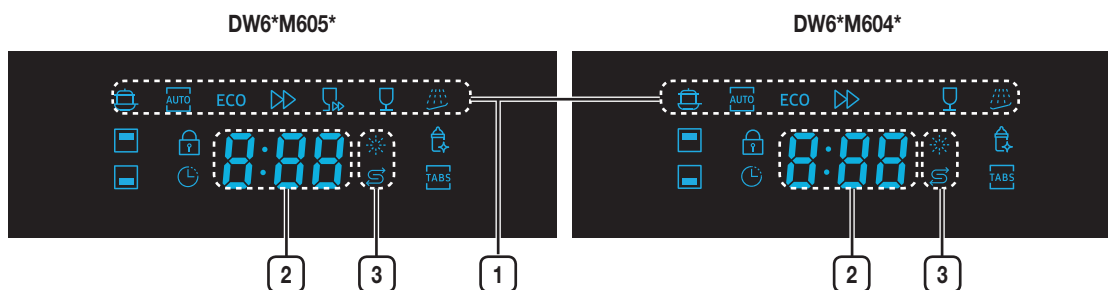 DW6*M605* DW6*M604*
AUTO ECO AUTO ECO
8:88 8:88
TABS TABS
2 3 1 2 3